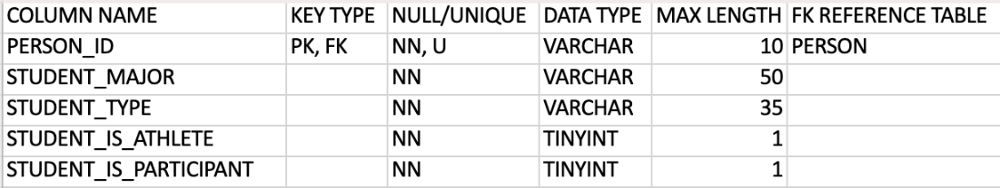 COLUMN NAME KEY TYPE NULL/UNIQUE DATA TYPE MAX LENGTH FK REFERENCE TABLE
PERSON_ID PK, FK NN, U VARCHAR 10 PERSON
STUDENT_MAJOR NN VARCHAR 50
STUDENT_TYPE NN VARCHAR 35
STUDENT_IS_ATHLETE NN TINYINT 1
STUDENT_IS_PARTICIPANT NN TINYINT 1